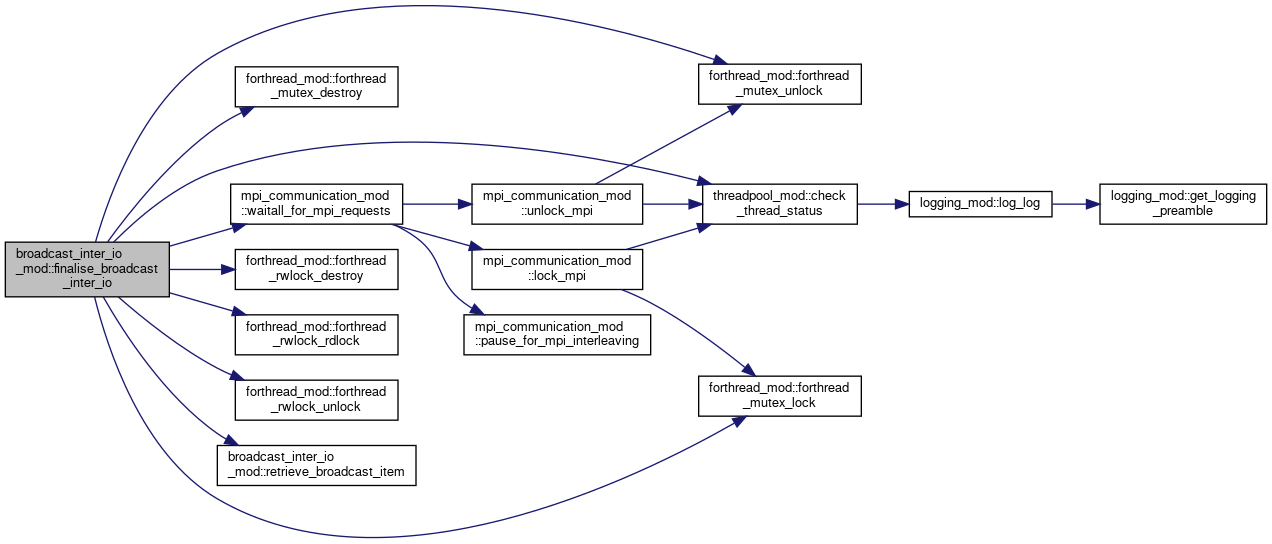 broadcast_inter_io
_mod::finalise_broadcast
_inter_io
forthread_mod::forthread
_mutex_destroy
mpi_communication_mod
::waitall_for_mpi_requests
forthread_mod::forthread
_rwlock_destroy
forthread_mod::forthread
_rwlock_rdlock
forthread_mod::forthread
_rwlock_unlock
broadcast_inter_io
_mod::retrieve_broadcast_item
mpi_communication_mod
::unlock_mpi
mpi_communication_mod
::lock_mpi
mpi_communication_mod
::pause_for_mpi_interleaving
forthread_mod::forthread
_mutex_unlock
threadpool_mod::check
_thread_status
forthread_mod::forthread
_mutex_lock
logging_mod::log_log
logging_mod::get_logging
_preamble